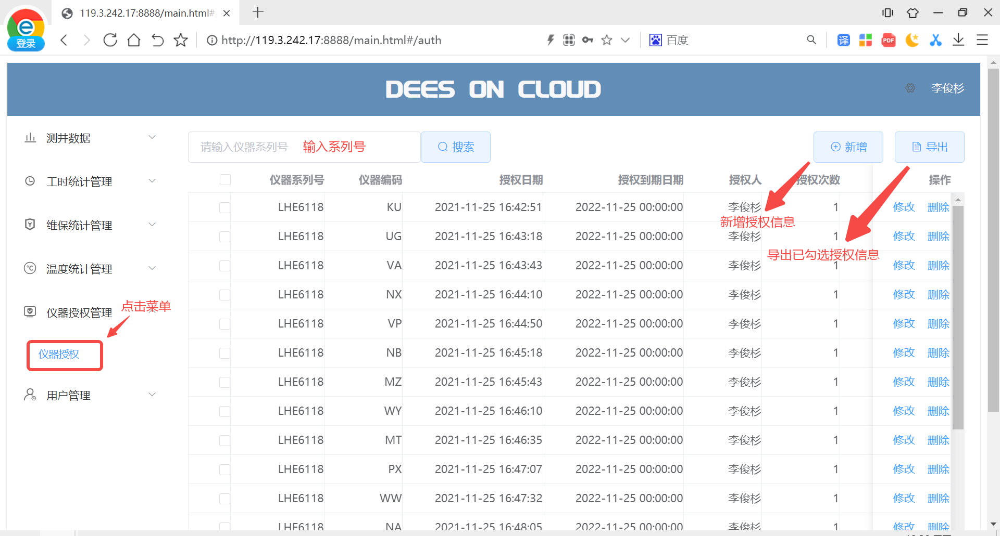 119.3.242.17:8888/main.html#
登录
http://119.3.242.17:8888/main.html#/auth
百度
译
PDF
DEES ON CLOUD
李俊杉
测井数据
工时统计管理
维保统计管理
温度统计管理
仪器授权管理
点击菜单
仪器授权
用户管理
请输入仪器系列号 输入系列号 搜索 新增 导出
仪器系列号 仪器编码 授权日期 授权到期日期 授权人 授权次数 操作
LHE6118 KU 2021-11-25 16:42:51 2022-11-25 00:00:00 李俊杉 1 修改 删除
新增授权信息
LHE6118 UG 2021-11-25 16:43:18 2022-11-25 00:00:00 李俊杉 1 修改 删除
导出已勾选授权信息
LHE6118 VA 2021-11-25 16:43:43 2022-11-25 00:00:00 李俊杉 1 修改 删除
LHE6118 NX 2021-11-25 16:44:10 2022-11-25 00:00:00 李俊杉 1 修改 删除
LHE6118 VP 2021-11-25 16:44:50 2022-11-25 00:00:00 李俊杉 1 修改 删除
LHE6118 NB 2021-11-25 16:45:18 2022-11-25 00:00:00 李俊杉 1 修改 删除
LHE6118 MZ 2021-11-25 16:45:43 2022-11-25 00:00:00 李俊杉 1 修改 删除
LHE6118 WY 2021-11-25 16:46:10 2022-11-25 00:00:00 李俊杉 1 修改 删除
LHE6118 MT 2021-11-25 16:46:35 2022-11-25 00:00:00 李俊杉 1 修改 删除
LHE6118 PX 2021-11-25 16:47:07 2022-11-25 00:00:00 李俊杉 1 修改 删除
LHE6118 WW 2021-11-25 16:47:32 2022-11-25 00:00:00 李俊杉 1 修改 删除
LHE6118 NA 2021-11-25 16:48:05 2022-11-25 00:00:00 李俊杉 1 修改 删除